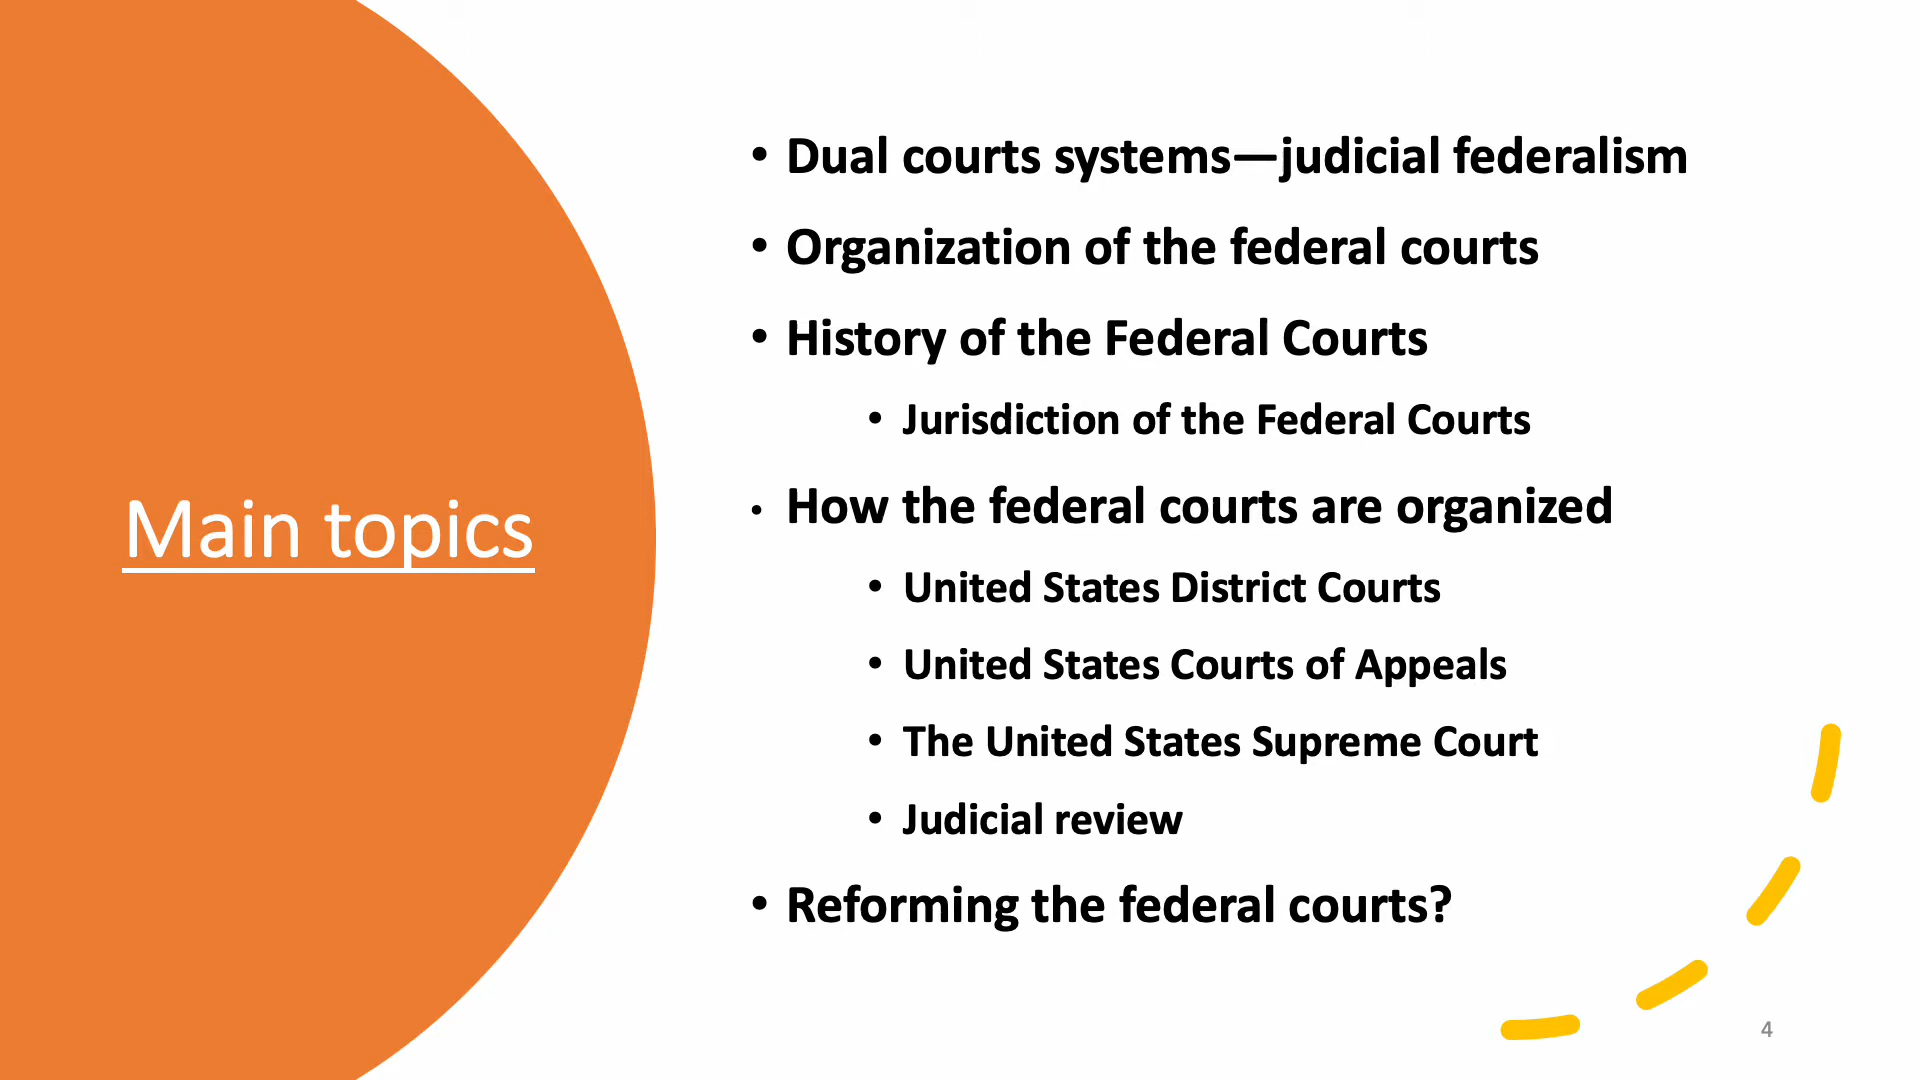 Main topics
• Dual courts systems—judicial federalism
• Organization of the federal courts
• History of the Federal Courts
• Jurisdiction of the Federal Courts
• How the federal courts are organized
• United States District Courts
• United States Courts of Appeals
• The United States Supreme Court
• Judicial review
• Reforming the federal courts?
4